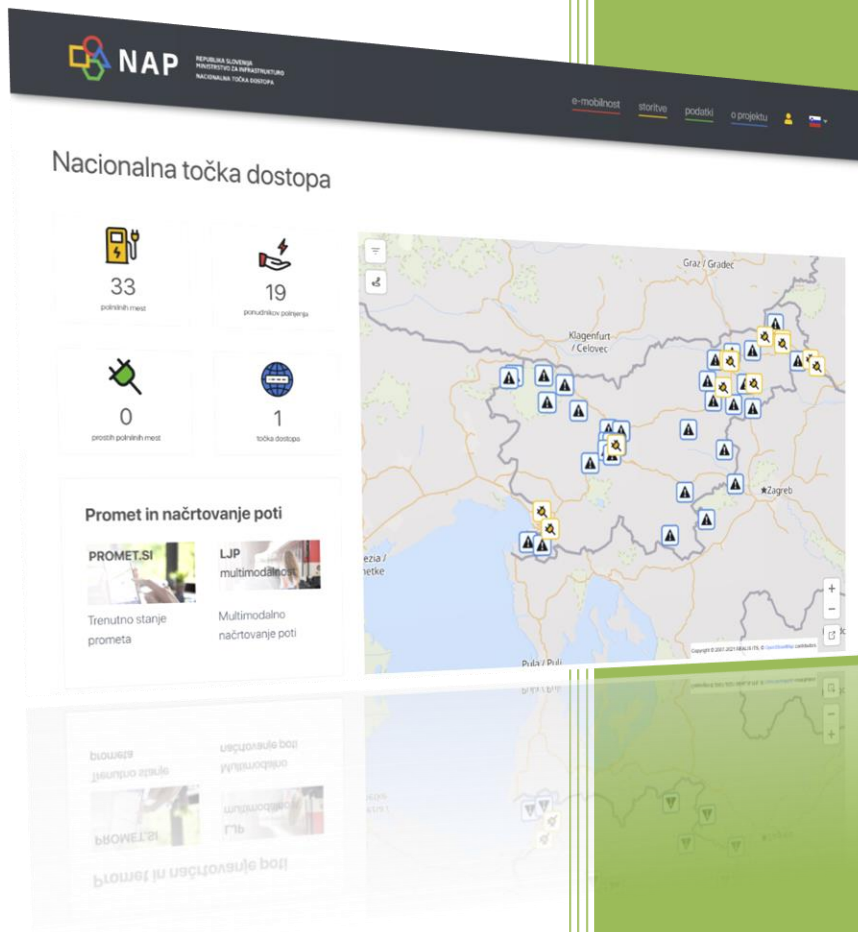 NAP
REPUBLIKA SLOVENIJA
MINISTRSTVO ZA INFRASTRUKTURO
NACIONALNA TOČKA DOSTOPA
e-mobilnost storitve podatki o projektu
Nacionalna točka dostopa
33
polnilnih mest
19
ponudnikov polnjenja
0
prostih polnilnih mest
1
točka dostopa
Promet in načrtovanje poti
PROMET.SI
Trenutno stanje
prometa
LJP
multimodalnost
Multimodalno
načrtovanje poti
Graz / Gradec
Klagenfurt
/ Celovec
Zagreb
ezia /
netke
Pula / Pulj
+
−